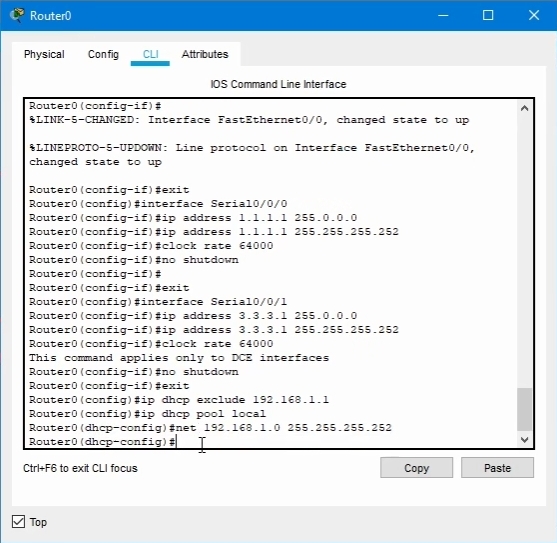 Router0
Physical Config CLI Attributes
IOS Command Line Interface
Router0(config-if)#
%LINK-5-CHANGED: Interface FastEthernet0/0, changed state to up
%LINEPROTO-5-UPDOWN: Line protocol on Interface FastEthernet0/0,
changed state to up
Router0(config-if)#exit
Router0(config)#interface Serial0/0/0
Router0(config-if)#ip address 1.1.1.1 255.0.0.0
Router0(config-if)#ip address 1.1.1.1 255.255.255.252
Router0(config-if)#clock rate 64000
Router0(config-if)#no shutdown
Router0(config-if)#
Router0(config-if)#exit
Router0(config)#interface Serial0/0/1
Router0(config-if)#ip address 3.3.3.1 255.0.0.0
Router0(config-if)#ip address 3.3.3.1 255.255.255.252
Router0(config-if)#clock rate 64000
This command applies only to DCE interfaces
Router0(config-if)#no shutdown
Router0(config-if)#exit
Router0(config)#ip dhcp exclude 192.168.1.1
Router0(config)#ip dhcp pool local
Router0(dhcp-config)#net 192.168.1.0 255.255.255.252
Router0(dhcp-config)#
Ctrl+F6 to exit CLI focus
Copy Paste
Top